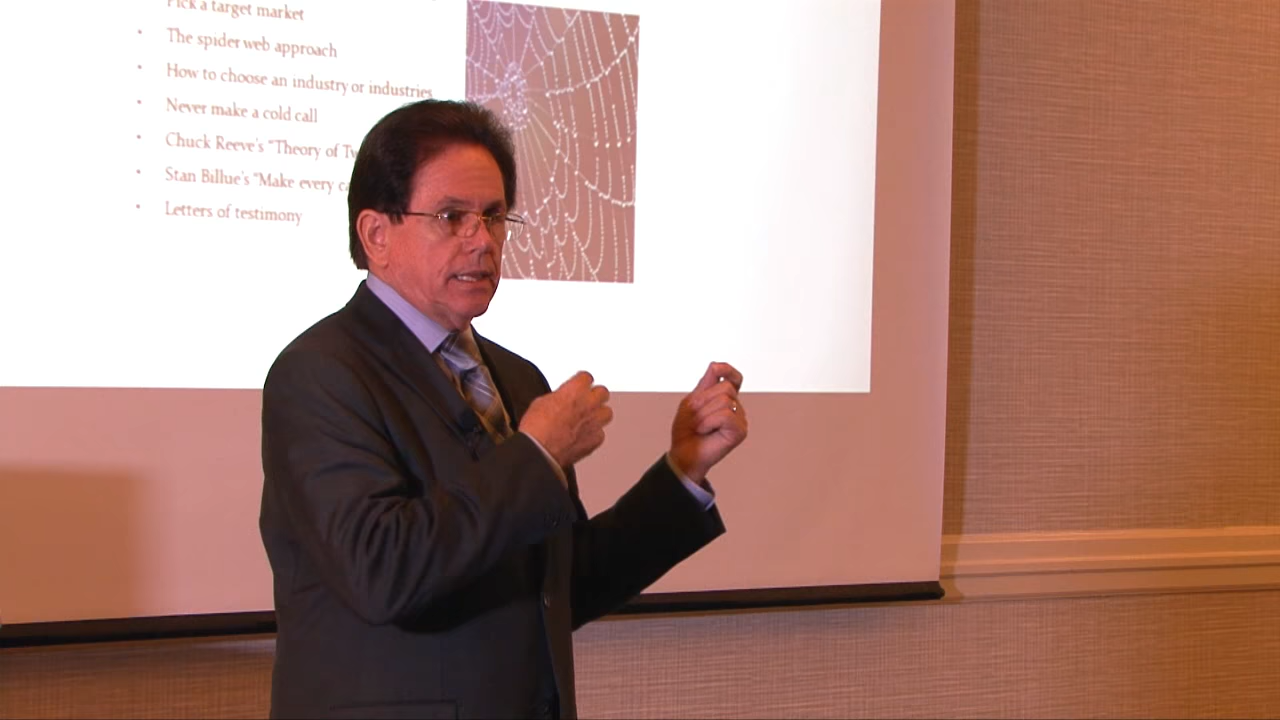 Pick a target market
The spider web approach
How to choose an industry or industries
Never make a cold call
Chuck Reeve's "Theory of
Stan Billue's "Make every
Letters of testimony